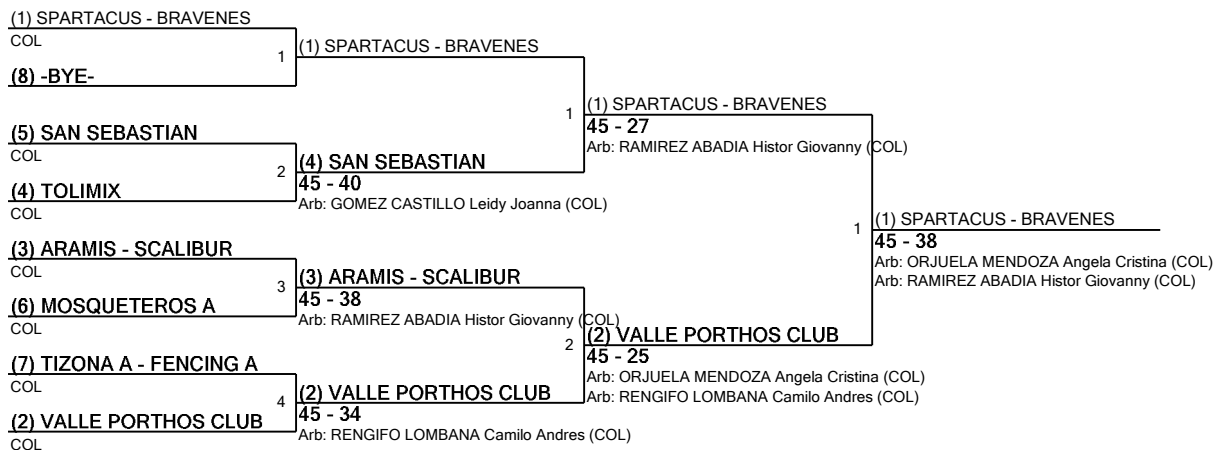 (1) SPARTACUS - BRAVENES
COL
1
(8) -BYE-
(5) SAN SEBASTIAN
COL
2
(4) TOLIMIX
COL
(3) ARAMIS - SCALIBUR
COL
3
(6) MOSQUETEROS A
COL
(7) TIZONA A - FENCING A
COL
4
(2) VALLE PORTHOS CLUB
COL
(1) SPARTACUS - BRAVENES
1
(4) SAN SEBASTIAN
45 - 40
Arb: GOMEZ CASTILLO Leidy Joanna (COL)
(3) ARAMIS - SCALIBUR
45 - 38
Arb: RAMIREZ ABADIA Histor Giovanny (COL)
2
(2) VALLE PORTHOS CLUB
45 - 34
Arb: RENGIFO LOMBANA Camilo Andres (COL)
(1) SPARTACUS - BRAVENES
45 - 27
Arb: RAMIREZ ABADIA Histor Giovanny (COL)
1
(2) VALLE PORTHOS CLUB
45 - 25
Arb: ORJUELA MENDOZA Angela Cristina (COL)
Arb: RENGIFO LOMBANA Camilo Andres (COL)
(1) SPARTACUS - BRAVENES
45 - 38
Arb: ORJUELA MENDOZA Angela Cristina (COL)
Arb: RAMIREZ ABADIA Histor Giovanny (COL)